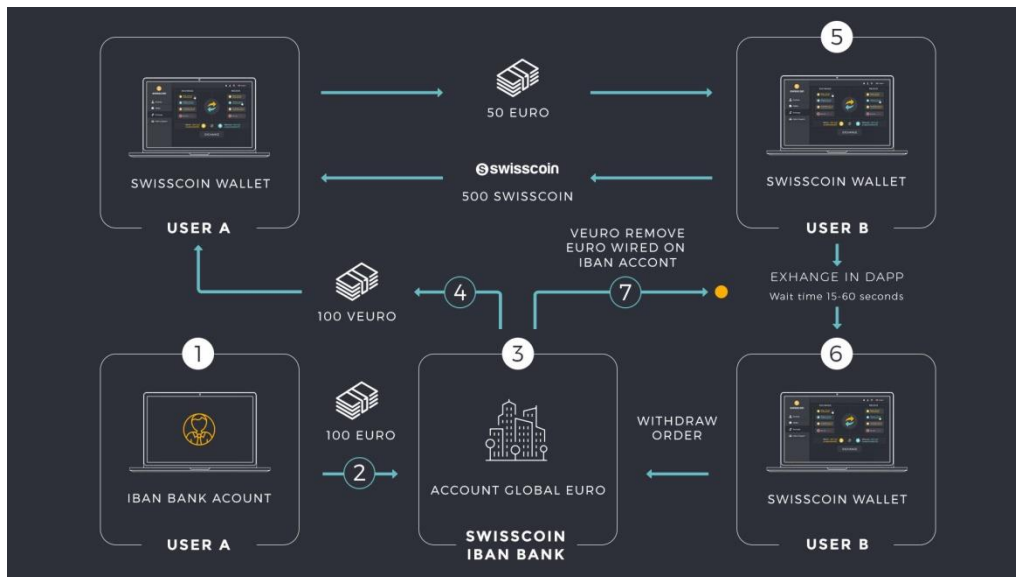 5
50 EURO
swisscoin
500 SWISSCOIN
SWISSCOIN WALLET
USER A
SWISSCOIN WALLET
USER B
VEURO REMOVE
EURO WIRED ON
IBAN ACCONT
EXHANGE IN DAPP
Wait time 15-60 seconds
4
7
100 VEURO
1
3
6
100 EURO
2
IBAN BANK ACOUNT
USER A
ACCOUNT GLOBAL EURO
SWISSCOIN
IBAN BANK
WITHDRAW
ORDER
SWISSCOIN WALLET
USER B